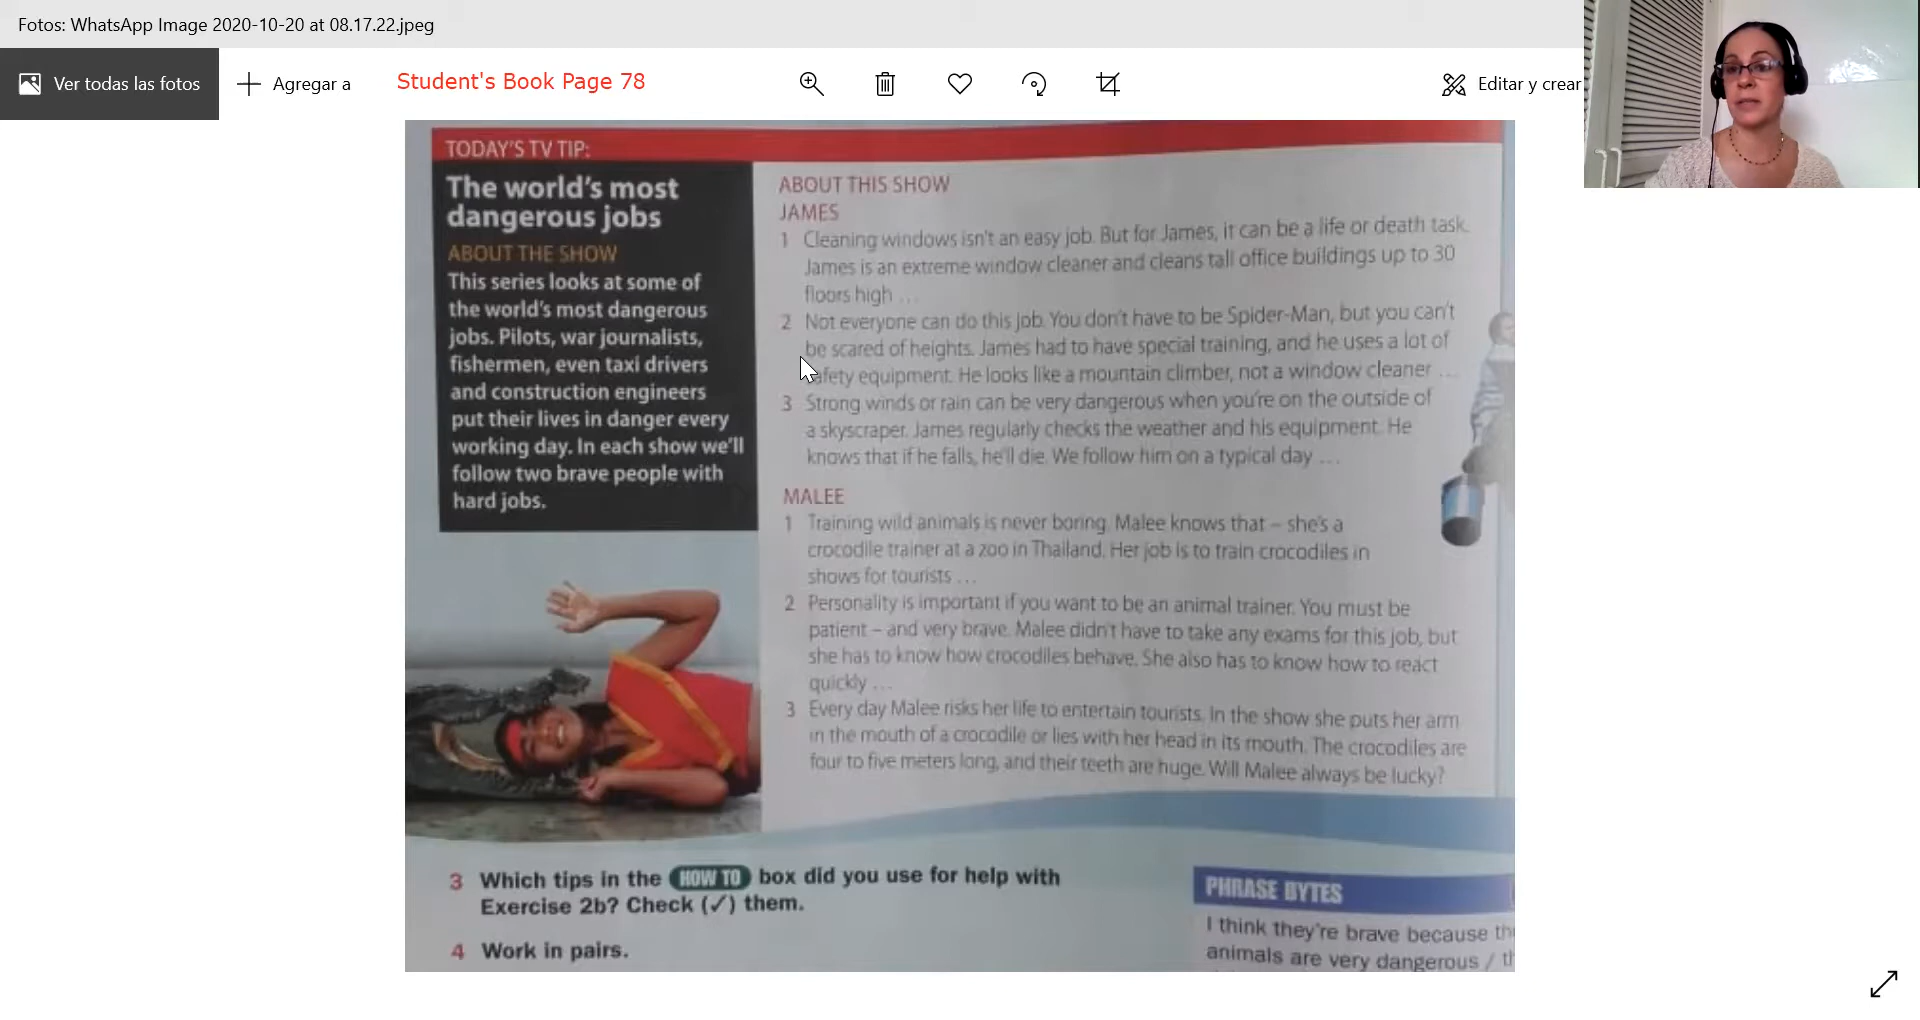 Fotos: WhatsApp Image 2020-10-20 at 08.17.22.jpeg
Ver todas las fotos
Agregar a
Student's Book Page 78
Editar y crear
TODAY'S TV TIP:
The world's most
dangerous jobs
ABOUT THE SHOW
This series looks at some of
the world's most dangerous
jobs. Pilots, war journalists,
fishermen, even taxi drivers
and construction engineers
put their lives in danger every
working day. In each show we'll
follow two brave people with
hard jobs.
ABOUT THIS SHOW
JAMES
1 Cleaning windows isn't an easy job. But for James, it can be a life or death task.
James is an extreme window cleaner and cleans tall office buildings up to 30
floors high ...
2 Not everyone can do this job. You don't have to be Spider-Man, but you can't
be scared of heights. James had to have special training, and he uses a lot of
safety equipment. He looks like a mountain climber, not a window cleaner ...
3 Strong winds or rain can be very dangerous when you're on the outside of
a skyscraper. James regularly checks the weather and his equipment. He
knows that if he falls, he'll die. We follow him on a typical day ...
MALEE
1 Training wild animals is never boring. Malee knows that – she's a
crocodile trainer at a zoo in Thailand. Her job is to train crocodiles in
shows for tourists ...
2 Personality is important if you want to be an animal trainer. You must be
patient – and very brave. Malee didn't have to take any exams for this job, but
she has to know how crocodiles behave. She also has to know how to react
quickly ...
3 Every day Malee risks her life to entertain tourists. In the show she puts her arm
in the mouth of a crocodile or lies with her head in its mouth. The crocodiles are
four to five meters long, and their teeth are huge. Will Malee always be lucky?
3 Which tips in the HOW TO box did you use for help with
Exercise 2b? Check (✓) them.
4 Work in pairs.
PHRASE BYTES
I think they're brave because
animals are very dangerous /